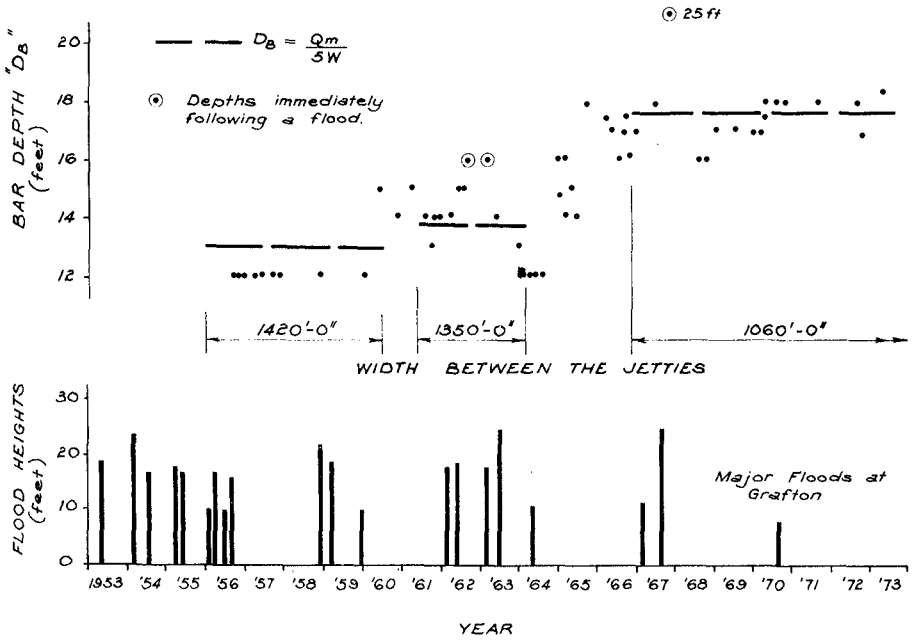 25 ft
BAR DEPTH "DB"
(feet)
20
18
16
14
12
DB = Qm
5W
Depths immediately
following a flood.
1420'-0"
1350'-0"
1060'-0"
WIDTH BETWEEN THE JETTIES
FLOOD HEIGHTS
(feet)
30
20
10
0
Major Floods at
Grafton
1953 '54 '55 '56 '57 '58 '59 '60 '61 '62 '63 '64 '65 '66 '67 '68 '69 '70 '71 '72 '73
YEAR